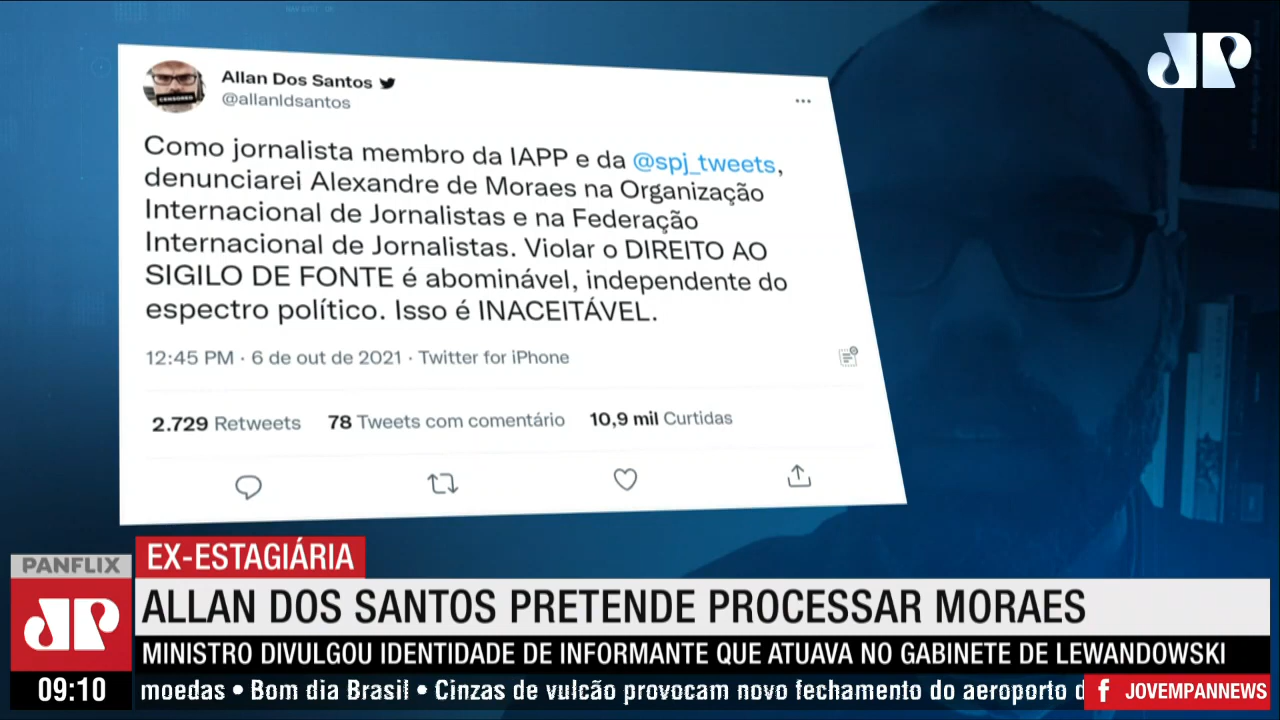 JP
Allan Dos Santos
@allanldsantos
CENSORED
Como jornalista membro da IAPP e da @spj_tweets,
denunciarei Alexandre de Moraes na Organização
Internacional de Jornalistas e na Federação
Internacional de Jornalistas. Violar o DIREITO AO
SIGILO DE FONTE é abominável, independente do
espectro político. Isso é INACEITÁVEL.
12:45 PM · 6 de out de 2021 · Twitter for iPhone
2.729 Retweets 78 Tweets com comentário 10,9 mil Curtidas
EX-ESTAGIÁRIA
PANFLIX
JP
ALLAN DOS SANTOS PRETENDE PROCESSAR MORAES
MINISTRO DIVULGOU IDENTIDADE DE INFORMANTE QUE ATUAVA NO GABINETE DE LEWANDOWSKI
09:10
moedas • Bom dia Brasil • Cinzas de vulcão provocam novo fechamento do aeroporto d
f JOVEMPANNEWS